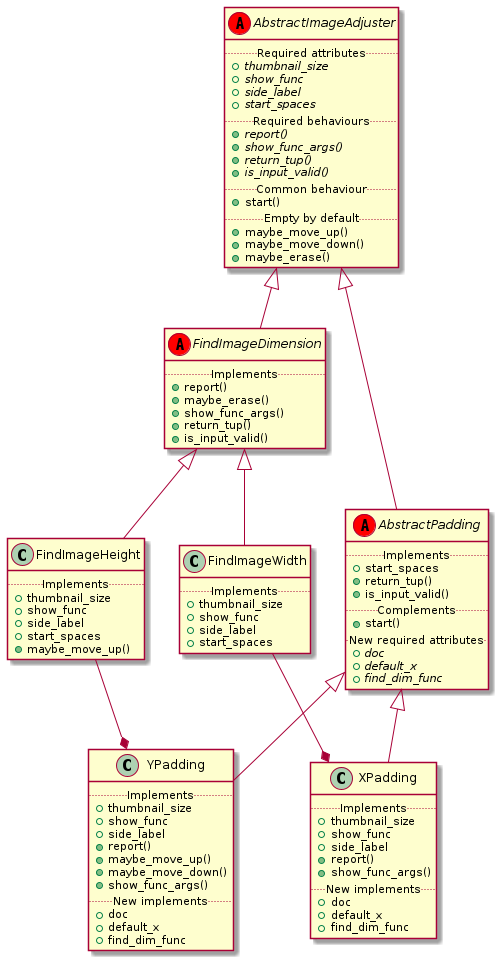 A AbstractImageAdjuster
Required attributes
thumbnail_size
show_func
side_label
start_spaces
Required behaviours
report()
show_func_args()
return_tup()
is_input_valid()
Common behaviour
start()
Empty by default
maybe_move_up()
maybe_move_down()
maybe_erase()
A FindImageDimension
Implements
report()
maybe_erase()
show_func_args()
return_tup()
is_input_valid()
A AbstractPadding
Implements
start_spaces
return_tup()
is_input_valid()
Complements
start()
New required attributes
doc
default_x
find_dim_func
C FindImageHeight
Implements
thumbnail_size
show_func
side_label
start_spaces
maybe_move_up()
C FindImageWidth
Implements
thumbnail_size
show_func
side_label
start_spaces
C YPadding
Implements
thumbnail_size
show_func
side_label
report()
maybe_move_up()
maybe_move_down()
show_func_args()
New implements
doc
default_x
find_dim_func
C XPadding
Implements
thumbnail_size
show_func
side_label
report()
show_func_args()
New implements
doc
default_x
find_dim_func